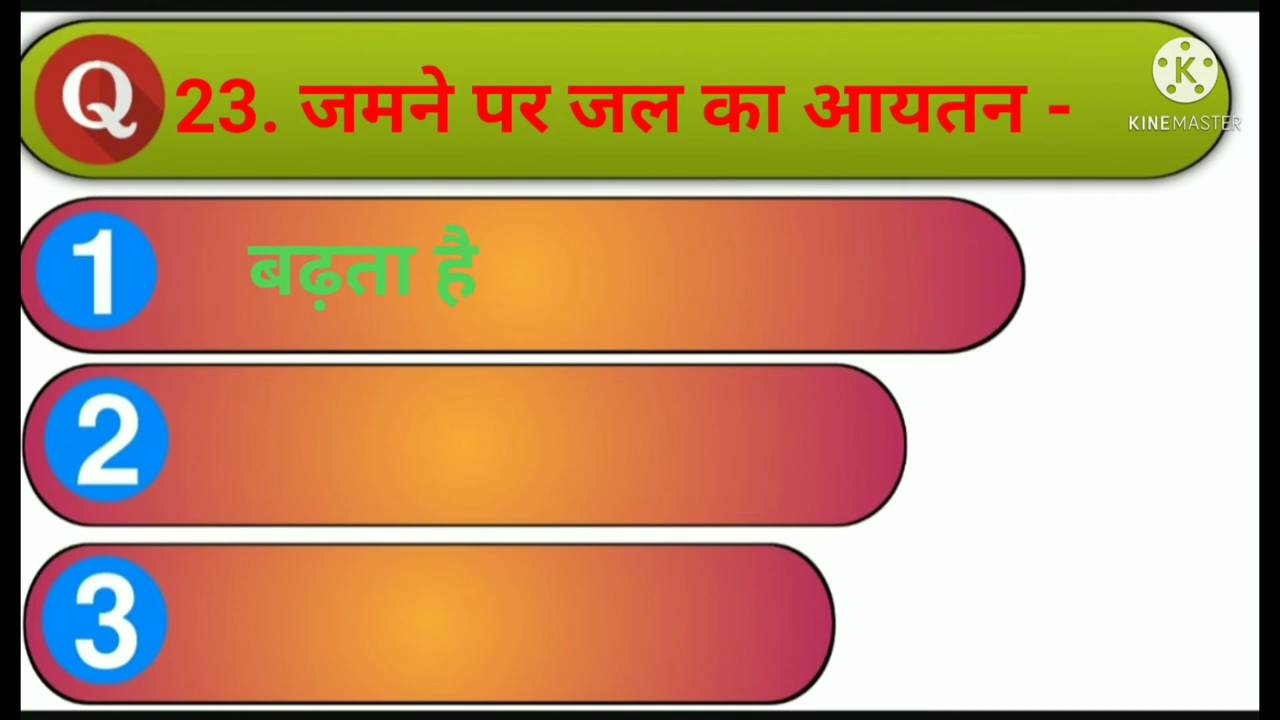 Q 23. जमने पर जल का आयतन -
KINEMASTER
1 बढ़ता है
2
3